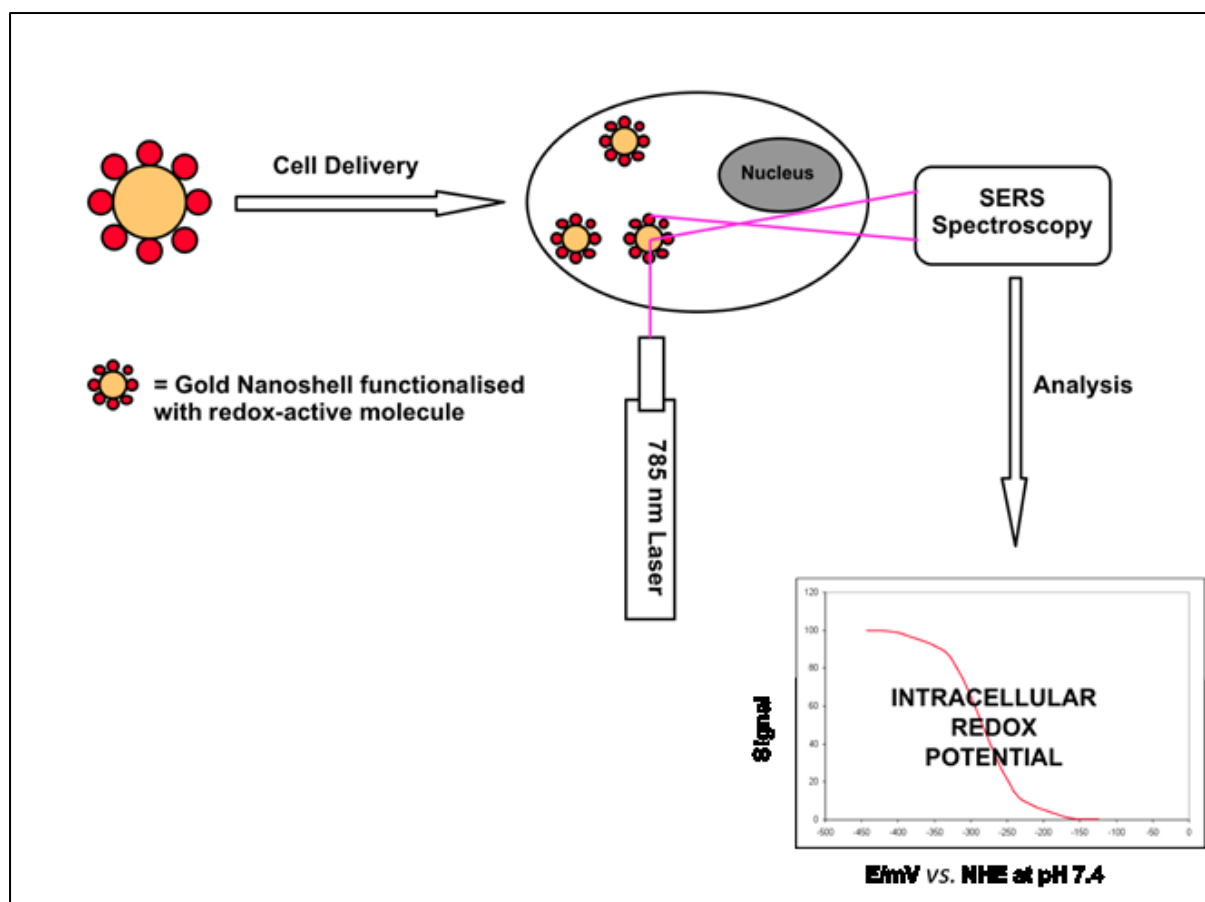 Cell Delivery
Nucleus
SERS
Spectroscopy
= Gold Nanoshell functionalised
with redox-active molecule
785 nm Laser
Analysis
120
100
80
60
40
20
0
Signal
INTRACELLULAR
REDOX
POTENTIAL
-500 -450 -400 -350 -300 -250 -200 -150 -100 -50 0
E/mV vs. NHE at pH 7.4